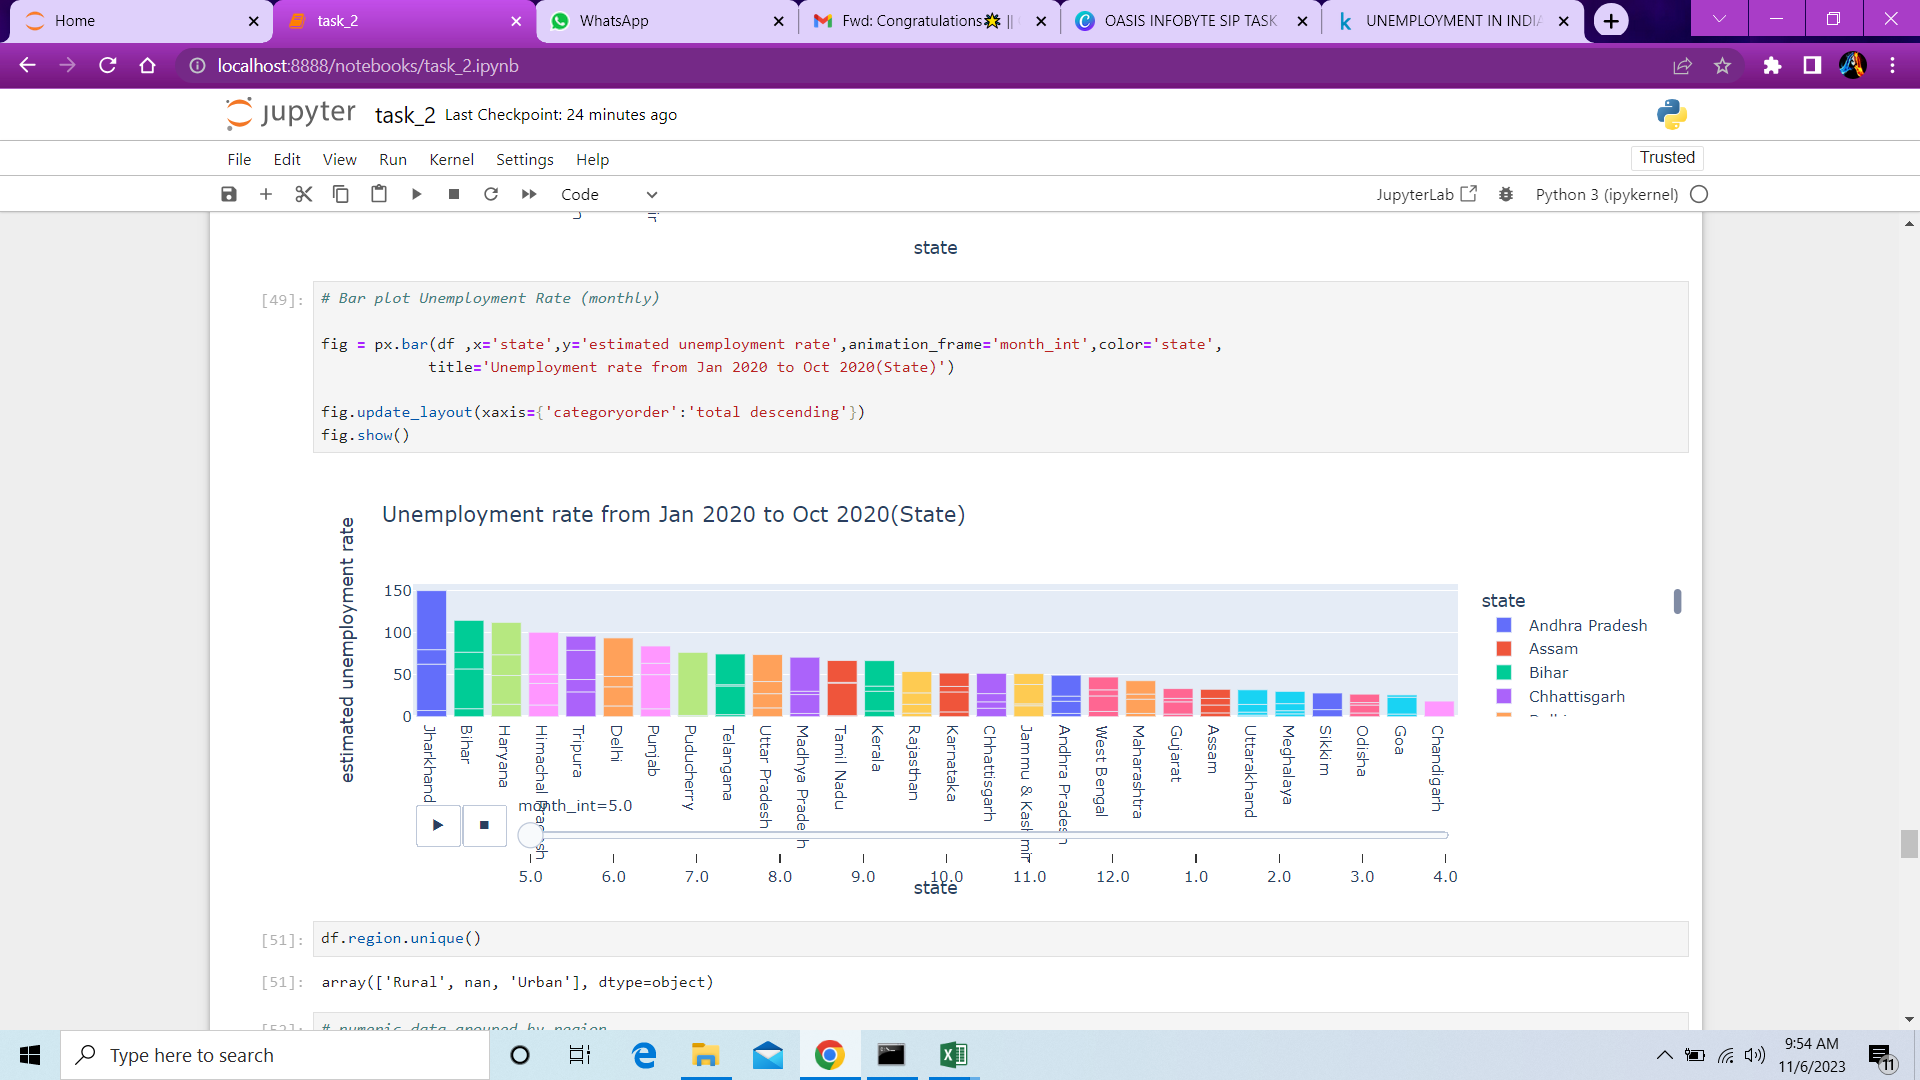 Home
task_2
WhatsApp
Fwd: Congratulations🌟 ||
OASIS INFOBYTE SIP TASK
UNEMPLOYMENT IN INDIA
localhost:8888/notebooks/task_2.ipynb
jupyter task_2 Last Checkpoint: 24 minutes ago
File Edit View Run Kernel Settings Help
Trusted
Code
JupyterLab
Python 3 (ipykernel)
state
[49]:
# Bar plot Unemployment Rate (monthly)
fig = px.bar(df ,x='state',y='estimated unemployment rate',animation_frame='month_int',color='state',
title='Unemployment rate from Jan 2020 to Oct 2020(State)')
fig.update_layout(xaxis={'categoryorder':'total descending'})
fig.show()
Unemployment rate from Jan 2020 to Oct 2020(State)
estimated unemployment rate
150
100
50
0
Jharkhand
Bihar
Haryana
Himachal Pradesh
Tripura
Delhi
Punjab
Puducherry
Telangana
Uttar Pradesh
Madhya Pradesh
Tamil Nadu
Kerala
Rajasthan
Karnataka
Chhattisgarh
Jammu & Kashmir
Andhra Pradesh
West Bengal
Maharashtra
Gujarat
Assam
Uttarakhand
Meghalaya
Sikkim
Odisha
Goa
Chandigarh
state
Andhra Pradesh
Assam
Bihar
Chhattisgarh
month_int=5.0
5.0 6.0 7.0 8.0 9.0 10.0 11.0 12.0 1.0 2.0 3.0 4.0
state
[51]:
df.region.unique()
[51]:
array(['Rural', nan, 'Urban'], dtype=object)
# numeric data grouped by region
Type here to search
9:54 AM
11/6/2023
11